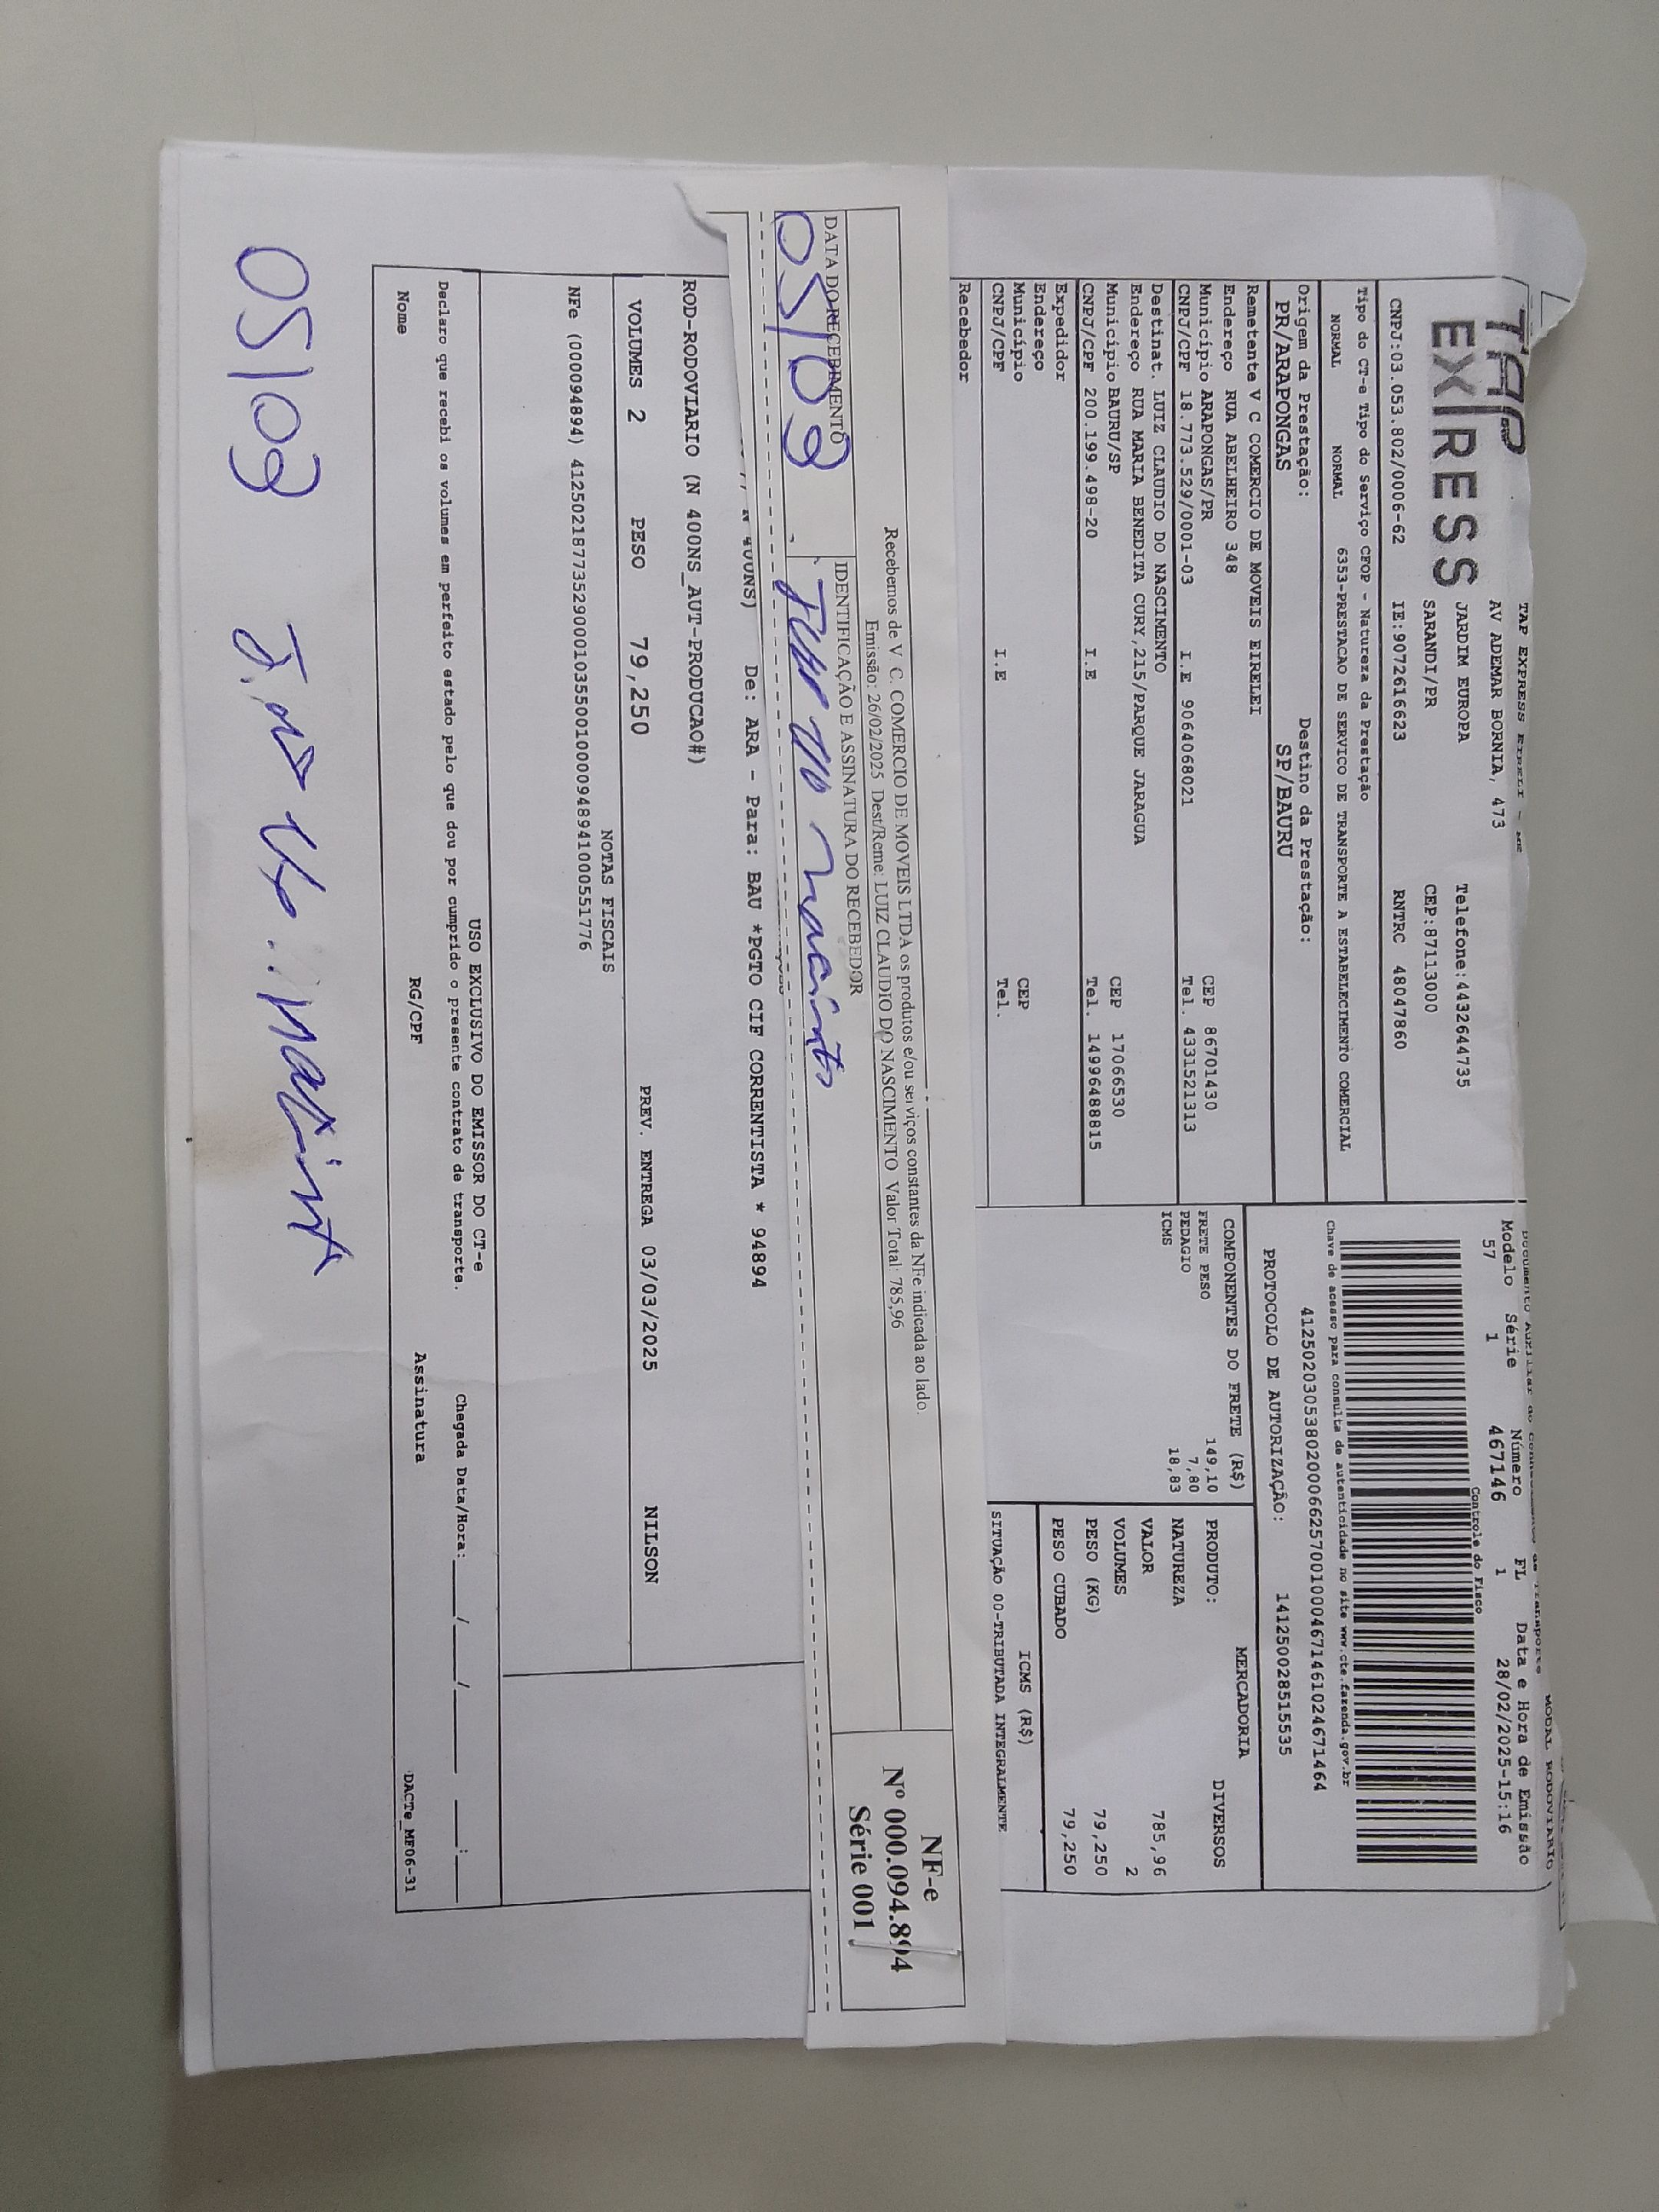 TAP
EXPRESS
TAP EXPRESS EIRELI - ME
AV ADEMAR BORNIA, 473
JARDIM EUROPA Telefone:4432644735
SARANDI/PR CEP:87113000
CNPJ:03.053.802/0006-62 IE:9072616623 RNTRC 48047860
Tipo do CT-e Tipo do Serviço CFOP - Natureza da Prestação
NORMAL NORMAL 6353-PRESTACAO DE SERVICO DE TRANSPORTE A ESTABELECIMENTO COMERCIAL
Origem da Prestação: Destino da Prestação:
PR/ARAPONGAS SP/BAURU
Remetente V C COMERCIO DE MOVEIS EIRELEI
Endereço RUA ABELHEIRO 348
Município ARAPONGAS/PR CEP 86701430
CNPJ/CPF 18.773.529/0001-03 I.E 9064068021 Tel. 4331521313
Destinat. LUIZ CLAUDIO DO NASCIMENTO
Endereço RUA MARIA BENEDITA CURY,215/PARQUE JARAGUA
Municipio BAURU/SP CEP 17066530
CNPJ/CPF 200.199.498-20 I.E Tel. 14996488815
Expedidor
Endereço
Município CEP
CNPJ/CPF I.E Tel.
Recebedor
MODAL RODOVIARIO
Modelo Série Número FL Data e Hora de Emissão
57 1 467146 1 28/02/2025-15:16
Controle do Fisco
Chave de acesso para consulta de autenticidade no site www.cte.fazenda.gov.br
41250203053802000662570010004671461024671464
PROTOCOLO DE AUTORIZAÇÃO: 141250028515535
COMPONENTES DO FRETE (R$)
FRETE PESO 149,10
PEDAGIO 7,80
ICMS 18,83
MERCADORIA
PRODUTO: DIVERSOS
NATUREZA
VALOR 785,96
VOLUMES 2
PESO (KG) 79,250
PESO CUBADO 79,250
ICMS (R$)
SITUAÇÃO 00-TRIBUTADA INTEGRALMENTE
Recebemos de V. C. COMERCIO DE MOVEIS LTDA os produtos e/ou serviços constantes da NFe indicada ao lado.
Emissão: 26/02/2025 Dest/Reme: LUIZ CLAUDIO DO NASCIMENTO Valor Total: 785,96
DATA DO RECEBIMENTO IDENTIFICAÇÃO E ASSINATURA DO RECEBEDOR
05/03
NF-e
Nº 000.094.894
Série 001
N 400NS) De: ARA - Para: BAU *PGTO CIF CORRENTISTA * 94894
ROD-RODOVIARIO (N 400NS_AUT-PRODUCAO#)
VOLUMES 2 PESO 79,250 PREV. ENTREGA 03/03/2025 NILSON
NOTAS FISCAIS
NFe (000094894) 41250218773529000103550010000948941000551776
USO EXCLUSIVO DO EMISSOR DO CT-e
Declaro que recebi os volumes em perfeito estado pelo que dou por cumprido o presente contrato de transporte. Chegada Data/Hora:____/____/____ ___:___
Nome RG/CPF Assinatura DACTe_MF06-31
05/03